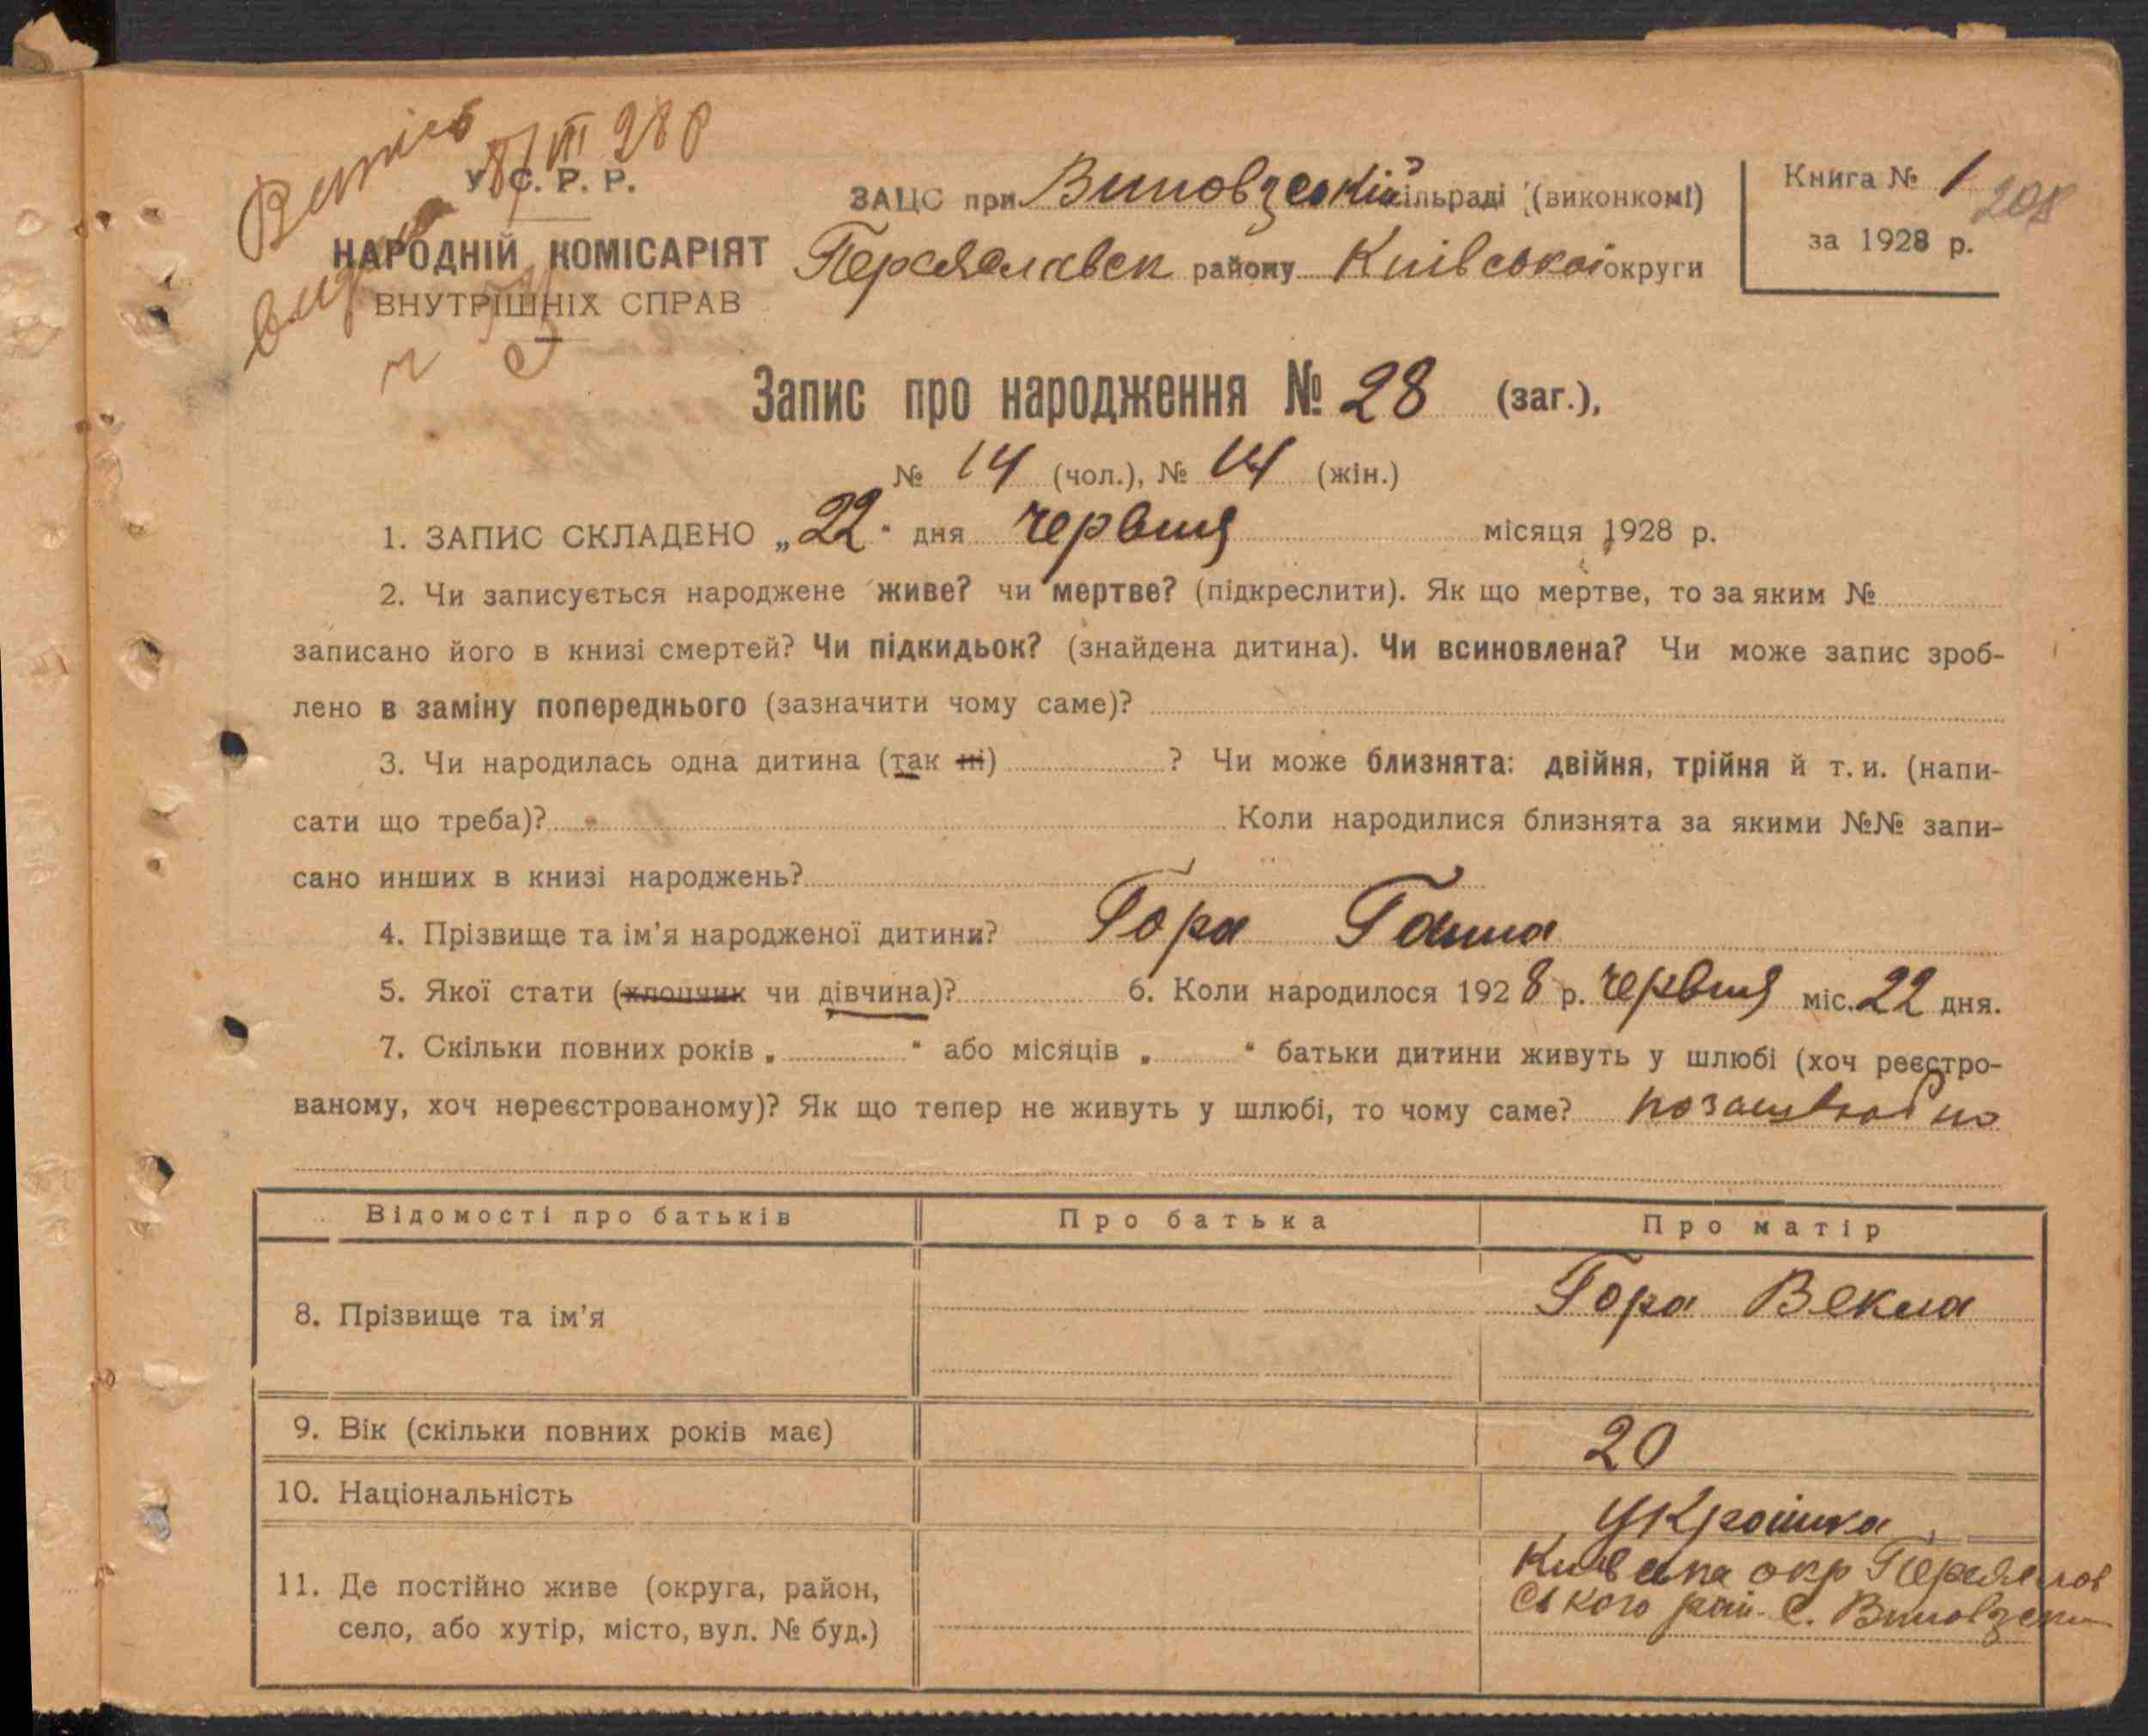 Витяг
8/VIII 28 р
У. С. Р. Р.
НАРОДНІЙ КОМІСАРІЯТ
ВНУТРІШНІХ СПРАВ
ЗАЦС при Виповзській сільраді (виконкомі)
Переяславськ району Київської округи
Книга № 1
208
за 1928 р.
Запис про народження № 28 (заг.),
№ 14 (чол.), № 14 (жін.)
1. ЗАПИС СКЛАДЕНО „22" дня червня місяця 1928 р.
2. Чи записується народжене живе? чи мертве? (підкреслити). Як що мертве, то за яким №
записано його в книзі смертей? Чи підкидьок? (знайдена дитина). Чи всиновлена? Чи може запис зроб-
лено в заміну попереднього (зазначити чому саме)?
3. Чи народилась одна дитина (так ні) ? Чи може близнята: двійня, трійня й т. и. (напи-
сати що треба)? Коли народилися близнята за якими №№ запи-
сано инших в книзі народжень?
4. Прізвище та ім'я народженої дитини? Гора Ганна
5. Якої стати (хлопчик чи дівчина)? 6. Коли народилося 1928 р. червня міс. 22 дня.
7. Скільки повних років „ " або місяців „ " батьки дитини живуть у шлюбі (хоч реєстро-
ваному, хоч нереєстрованому)? Як що тепер не живуть у шлюбі, то чому саме? позашлюбно
Відомості про батьків Про батька Про матір
8. Прізвище та ім'я Гора Векла
9. Вік (скільки повних років має) 20
10. Національність Українка
11. Де постійно живе (округа, район,
село, або хутір, місто, вул. № буд.)
окр Переяслав
ського рай. с. Виповзки